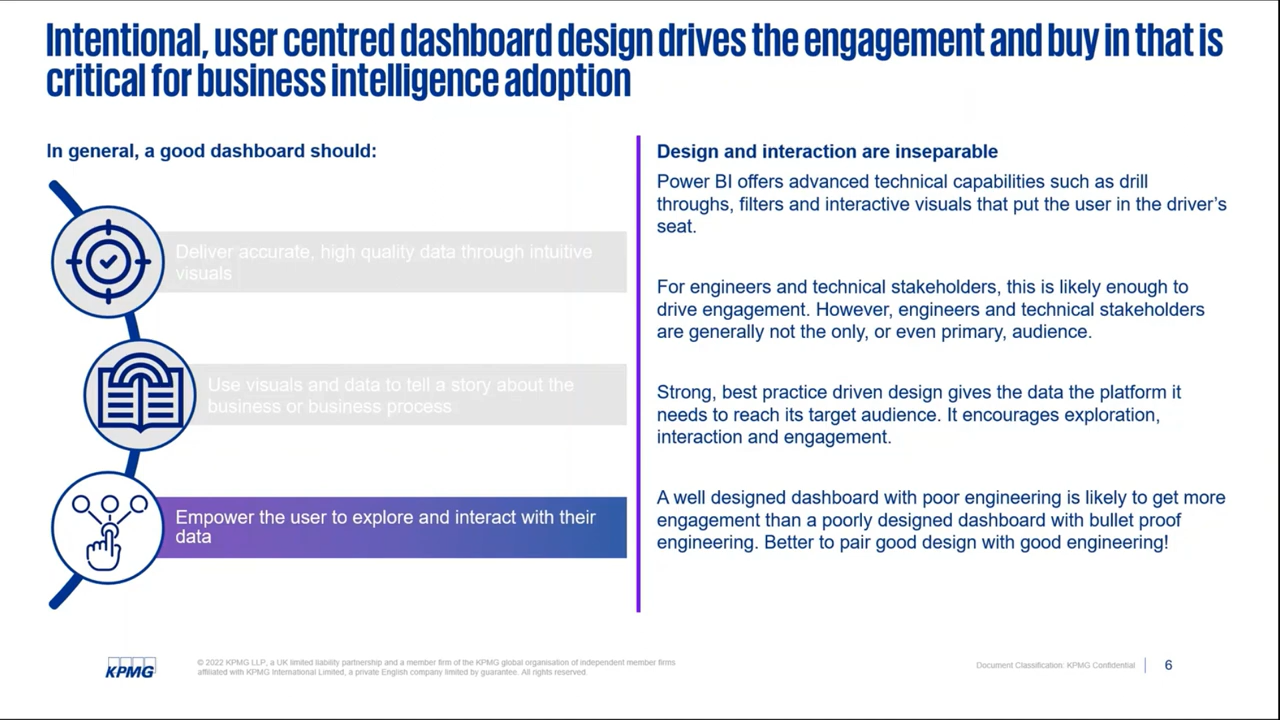 Intentional, user centred dashboard design drives the engagement and buy in that is
critical for business intelligence adoption
In general, a good dashboard should:
Deliver accurate, high quality data through intuitive
visuals
Use visuals and data to tell a story about the
business or business process
Empower the user to explore and interact with their
data
Design and interaction are inseparable
Power BI offers advanced technical capabilities such as drill
throughs, filters and interactive visuals that put the user in the driver's
seat.
For engineers and technical stakeholders, this is likely enough to
drive engagement. However, engineers and technical stakeholders
are generally not the only, or even primary, audience.
Strong, best practice driven design gives the data the platform it
needs to reach its target audience. It encourages exploration,
interaction and engagement.
A well designed dashboard with poor engineering is likely to get more
engagement than a poorly designed dashboard with bullet proof
engineering. Better to pair good design with good engineering!
KPMG
© 2022 KPMG LLP, a UK limited liability partnership and a member firm of the KPMG global organisation of independent member firms
affiliated with KPMG International Limited, a private English company limited by guarantee. All rights reserved.
Document Classification: KPMG Confidential
6